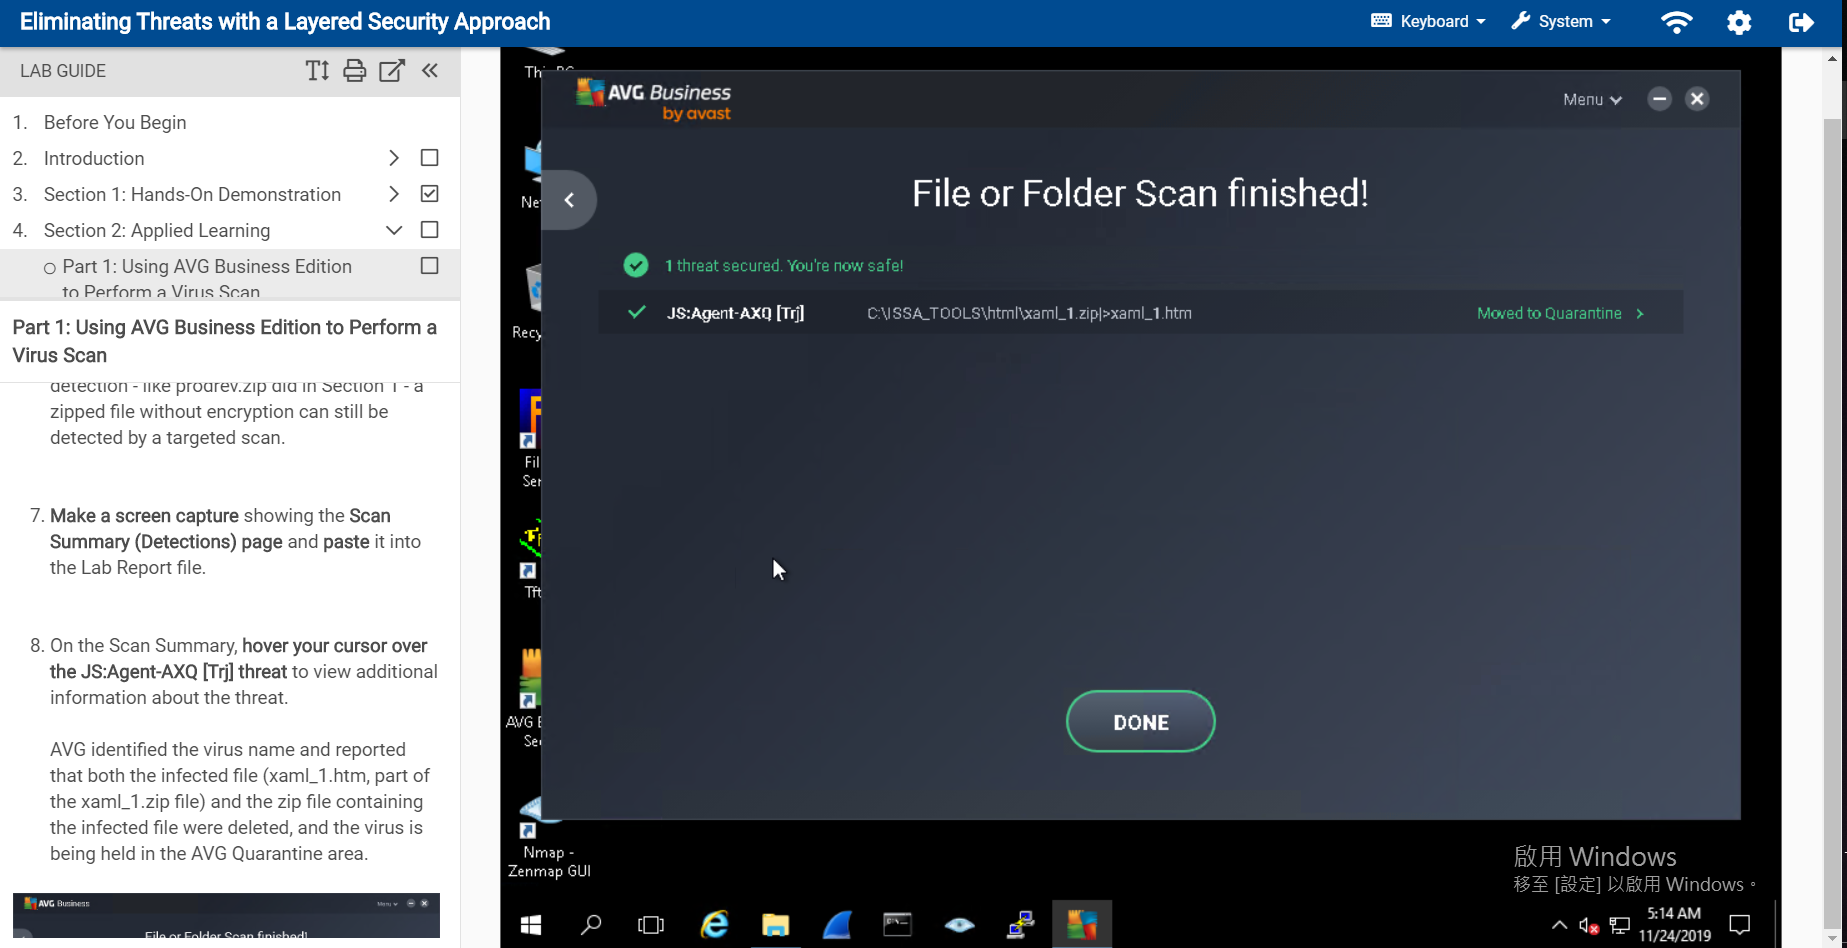 Eliminating Threats with a Layered Security Approach
Keyboard
System
LAB GUIDE
1. Before You Begin
2. Introduction
3. Section 1: Hands-On Demonstration
4. Section 2: Applied Learning
Part 1: Using AVG Business Edition
to Perform a Virus Scan
Part 1: Using AVG Business Edition to Perform a
Virus Scan
detection - like prodrev.zip did in Section 1 - a
zipped file without encryption can still be
detected by a targeted scan.
7. Make a screen capture showing the Scan
Summary (Detections) page and paste it into
the Lab Report file.
8. On the Scan Summary, hover your cursor over
the JS:Agent-AXQ [Trj] threat to view additional
information about the threat.
AVG identified the virus name and reported
that both the infected file (xaml_1.htm, part of
the xaml_1.zip file) and the zip file containing
the infected file were deleted, and the virus is
being held in the AVG Quarantine area.
AVG Business
Menu
File or Folder Scan finished!
AVG Business
by avast
Menu
File or Folder Scan finished!
1 threat secured. You're now safe!
JS:Agent-AXQ [Trj] C:\ISSA_TOOLS\html\xaml_1.zip|>xaml_1.htm Moved to Quarantine
DONE
Thi
Ne
Recy
Fil
Ser
Tft
AVG E
Se
Nmap -
Zenmap GUI
啟用 Windows
移至 [設定] 以啟用 Windows。
5:14 AM
11/24/2019